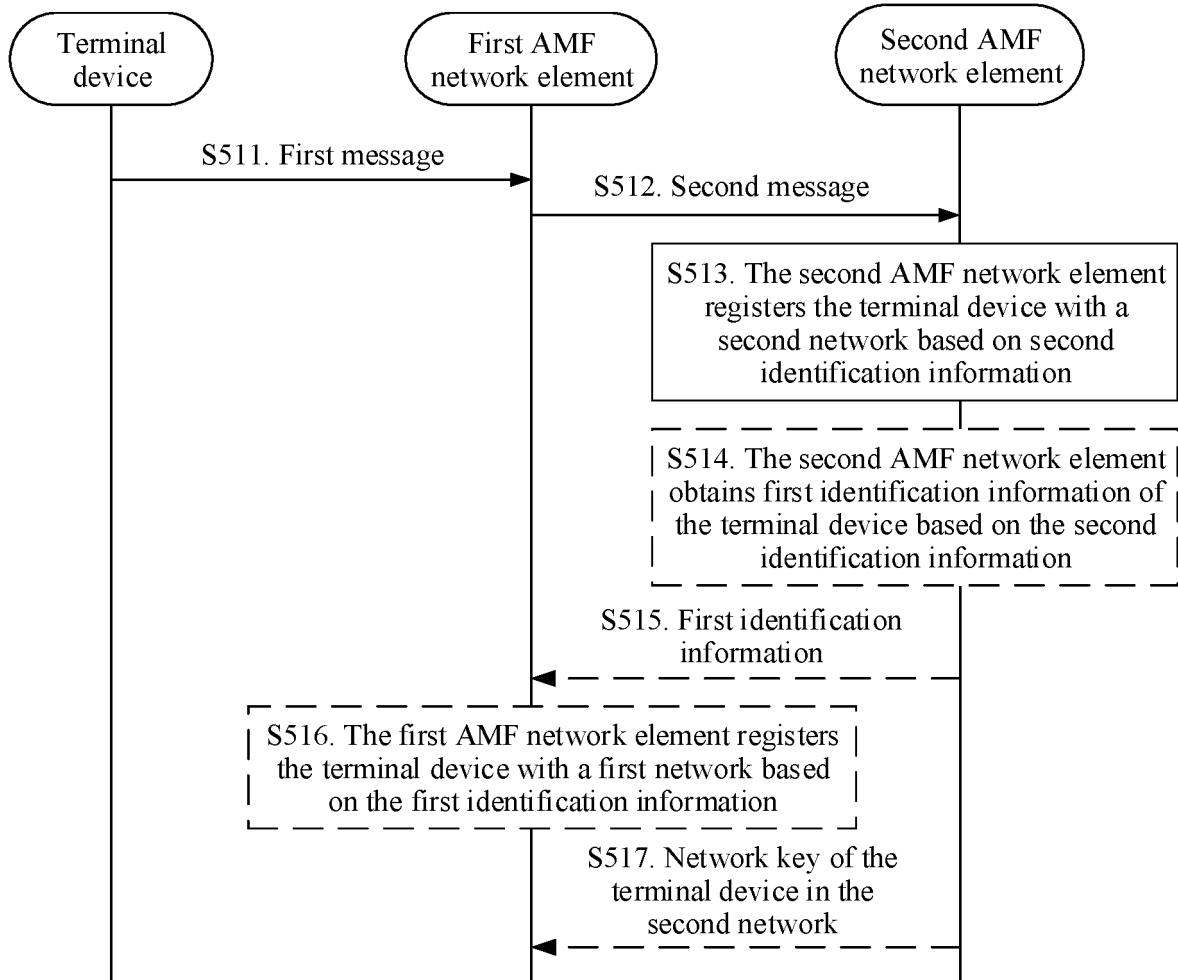 Terminal
device
First AMF
network element
Second AMF
network element
S511. First message
S512. Second message
S513. The second AMF network element
registers the terminal device with a
second network based on second
identification information
S514. The second AMF network element
obtains first identification information of
the terminal device based on the second
identification information
S515. First identification
information
S516. The first AMF network element registers
the terminal device with a first network based
on the first identification information
S517. Network key of the
terminal device in the
second network